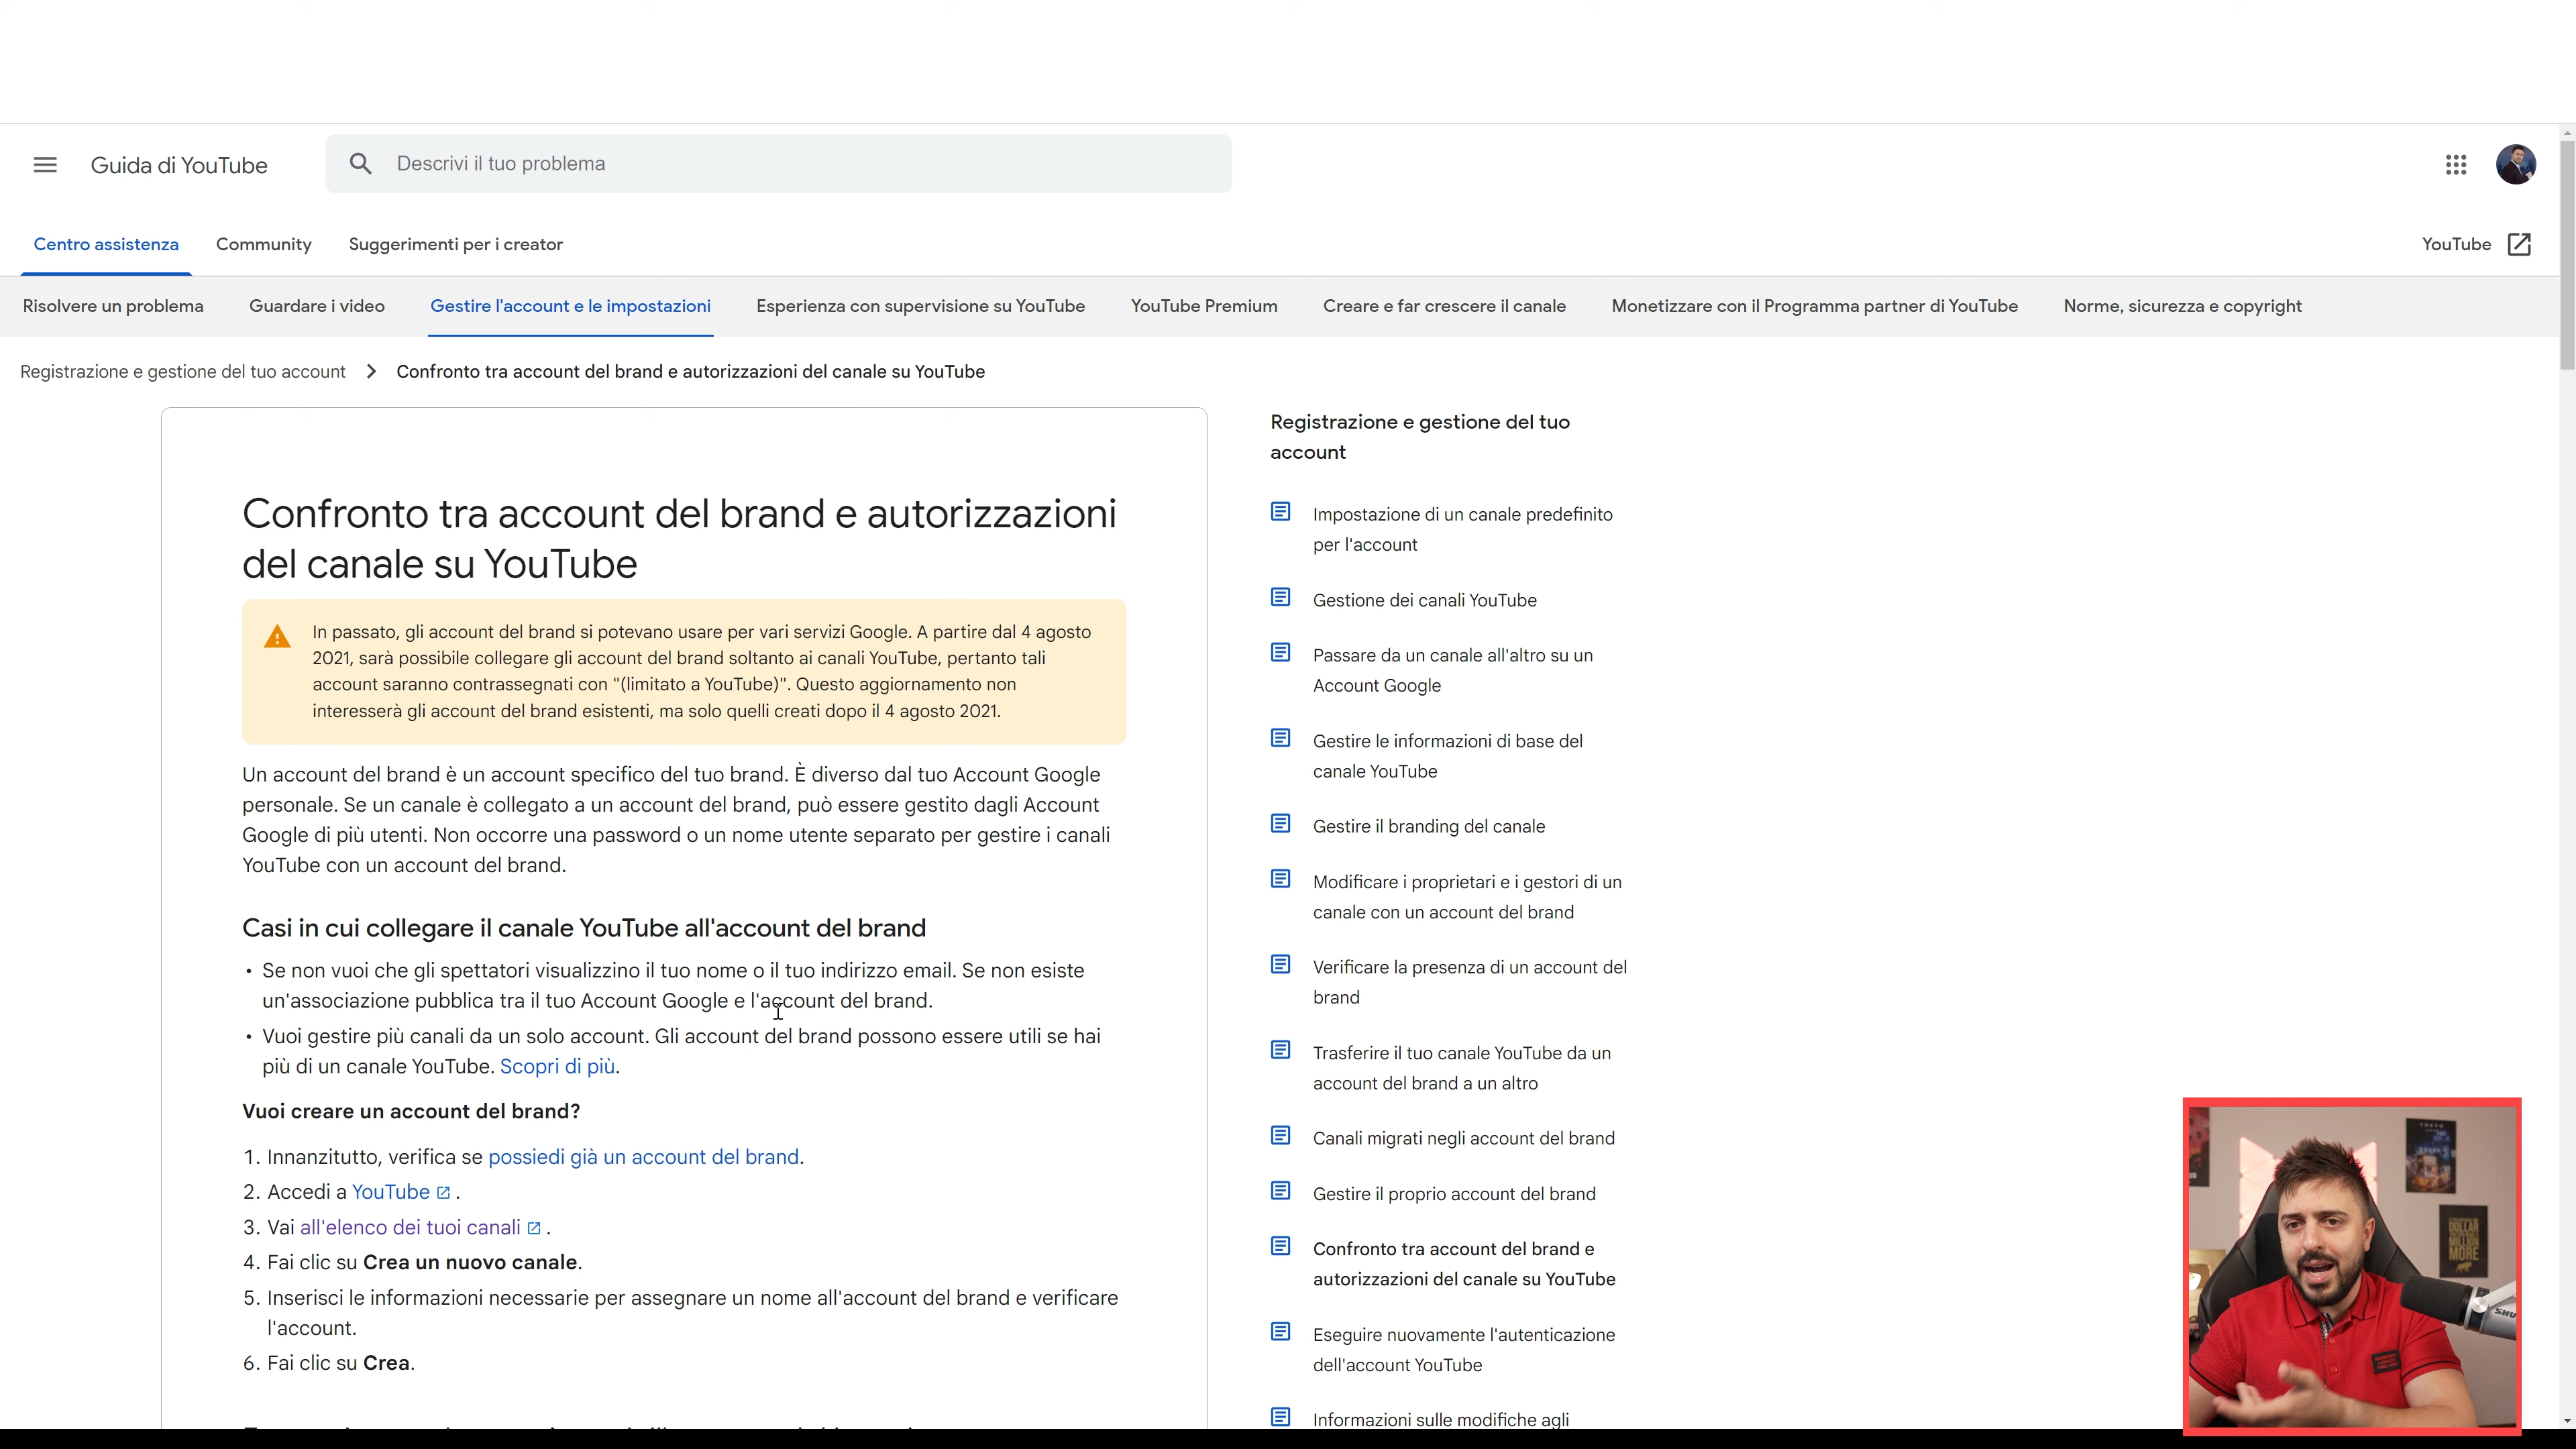 Guida di YouTube
Descrivi il tuo problema
Centro assistenza
Community
Suggerimenti per i creator
YouTube
Risolvere un problema
Guardare i video
Gestire l'account e le impostazioni
Esperienza con supervisione su YouTube
YouTube Premium
Creare e far crescere il canale
Monetizzare con il Programma partner di YouTube
Norme, sicurezza e copyright
Registrazione e gestione del tuo account
Confronto tra account del brand e autorizzazioni del canale su YouTube
Confronto tra account del brand e autorizzazioni
del canale su YouTube
In passato, gli account del brand si potevano usare per vari servizi Google. A partire dal 4 agosto
2021, sarà possibile collegare gli account del brand soltanto ai canali YouTube, pertanto tali
account saranno contrassegnati con "(limitato a YouTube)". Questo aggiornamento non
interesserà gli account del brand esistenti, ma solo quelli creati dopo il 4 agosto 2021.
Un account del brand è un account specifico del tuo brand. È diverso dal tuo Account Google
personale. Se un canale è collegato a un account del brand, può essere gestito dagli Account
Google di più utenti. Non occorre una password o un nome utente separato per gestire i canali
YouTube con un account del brand.
Casi in cui collegare il canale YouTube all'account del brand
• Se non vuoi che gli spettatori visualizzino il tuo nome o il tuo indirizzo email. Se non esiste
un'associazione pubblica tra il tuo Account Google e l'account del brand.
• Vuoi gestire più canali da un solo account. Gli account del brand possono essere utili se hai
più di un canale YouTube. Scopri di più.
Vuoi creare un account del brand?
1. Innanzitutto, verifica se possiedi già un account del brand.
2. Accedi a YouTube .
3. Vai all'elenco dei tuoi canali .
4. Fai clic su Crea un nuovo canale.
5. Inserisci le informazioni necessarie per assegnare un nome all'account del brand e verificare
l'account.
6. Fai clic su Crea.
Registrazione e gestione del tuo
account
Impostazione di un canale predefinito
per l'account
Gestione dei canali YouTube
Passare da un canale all'altro su un
Account Google
Gestire le informazioni di base del
canale YouTube
Gestire il branding del canale
Modificare i proprietari e i gestori di un
canale con un account del brand
Verificare la presenza di un account del
brand
Trasferire il tuo canale YouTube da un
account del brand a un altro
Canali migrati negli account del brand
Gestire il proprio account del brand
Confronto tra account del brand e
autorizzazioni del canale su YouTube
Eseguire nuovamente l'autenticazione
dell'account YouTube
Informazioni sulle modifiche agli
DOLLAR
MILLION
MORE